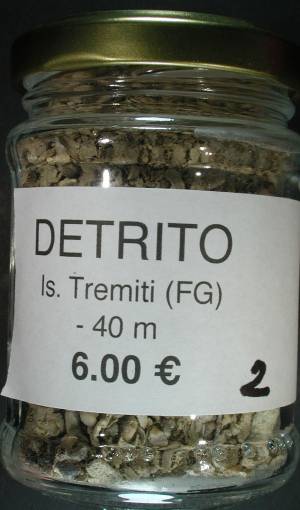 DETRITO
Is. Tremiti (FG)
- 40 m
6.00 €
2